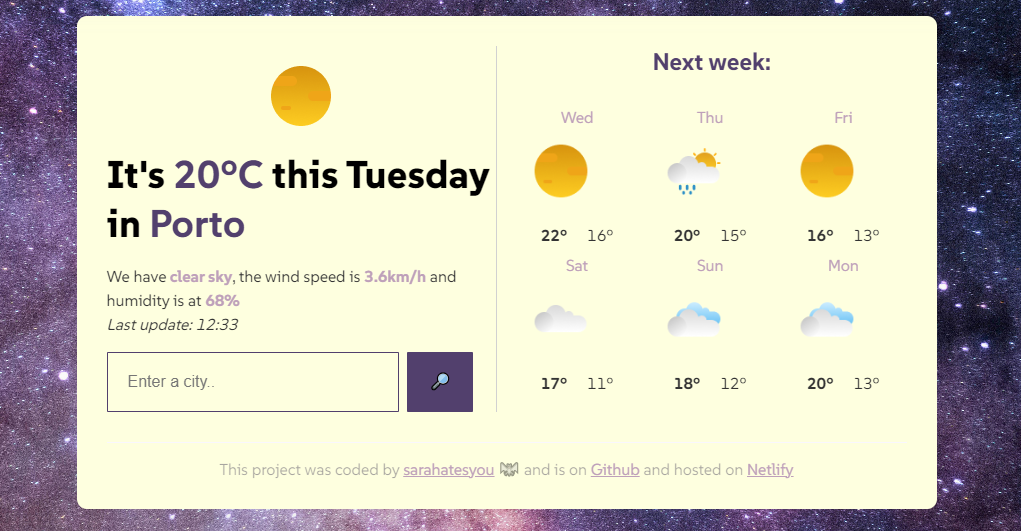 It's 20ºC this Tuesday
in Porto
We have clear sky, the wind speed is 3.6km/h and
humidity is at 68%
Last update: 12:33
Enter a city..
Next week:
Wed Thu Fri
22º 16º 20º 15º 16º 13º
Sat Sun Mon
17º 11º 18º 12º 20º 13º
This project was coded by sarahatesyou and is on Github and hosted on Netlify